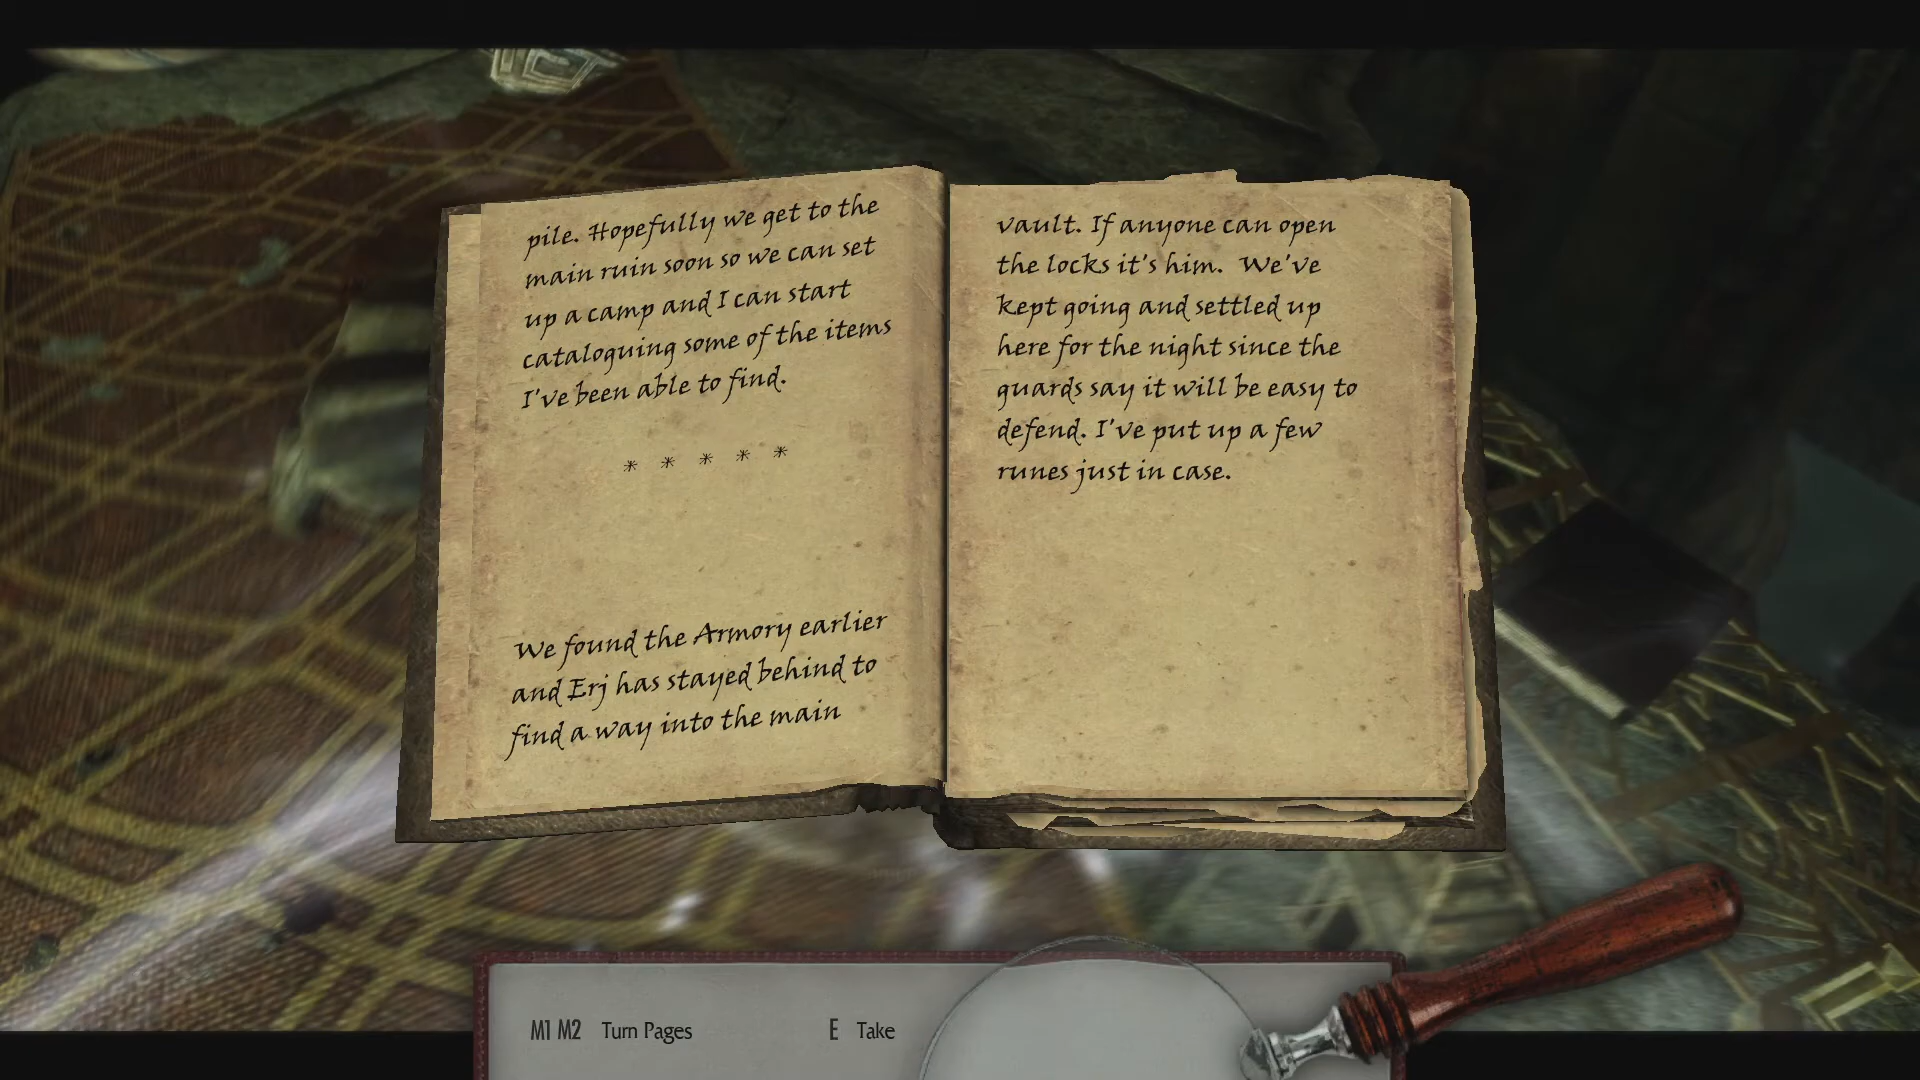 pile. Hopefully we get to the
main ruin soon so we can set
up a camp and I can start
cataloguing some of the items
I've been able to find.
* * * * *
We found the Armory earlier
and Erj has stayed behind to
find a way into the main
vault. If anyone can open
the locks it's him. We've
kept going and settled up
here for the night since the
guards say it will be easy to
defend. I've put up a few
runes just in case.
M1 M2 Turn Pages
E Take